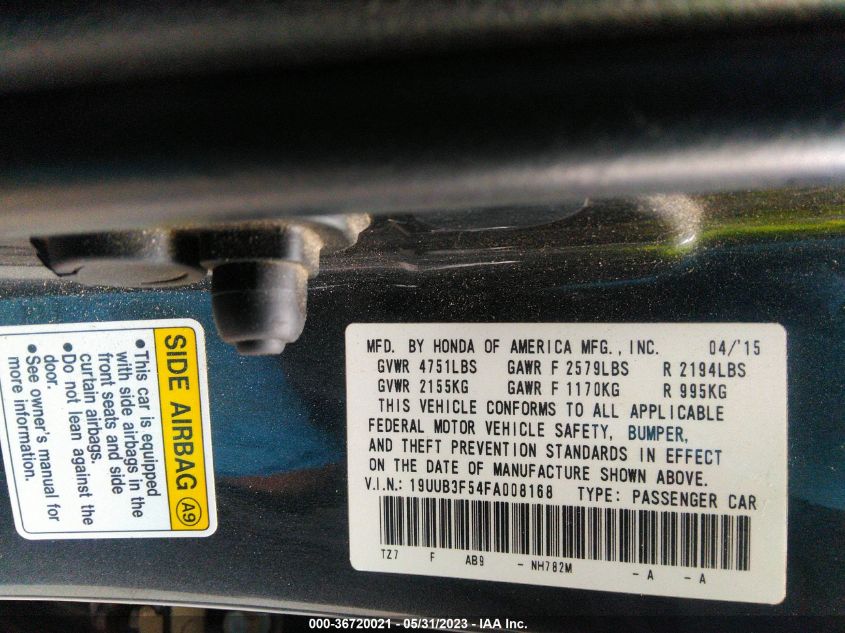 SIDE AIRBAG A9
• This car is equipped
with side airbags in the
front seats and side
curtain airbags.
• Do not lean against the
door.
• See owner's manual for
more information.
MFD. BY HONDA OF AMERICA MFG., INC. 04/'15
GVWR 4751LBS GAWR F 2579LBS R 2194LBS
GVWR 2155KG GAWR F 1170KG R 995KG
THIS VEHICLE CONFORMS TO ALL APPLICABLE
FEDERAL MOTOR VEHICLE SAFETY, BUMPER,
AND THEFT PREVENTION STANDARDS IN EFFECT
ON THE DATE OF MANUFACTURE SHOWN ABOVE.
V.I.N.: 19UUB3F54FA008168 TYPE: PASSENGER CAR
TZ7 F AB9 - NH782M - A - A
000-36720021 - 05/31/2023 - IAA Inc.